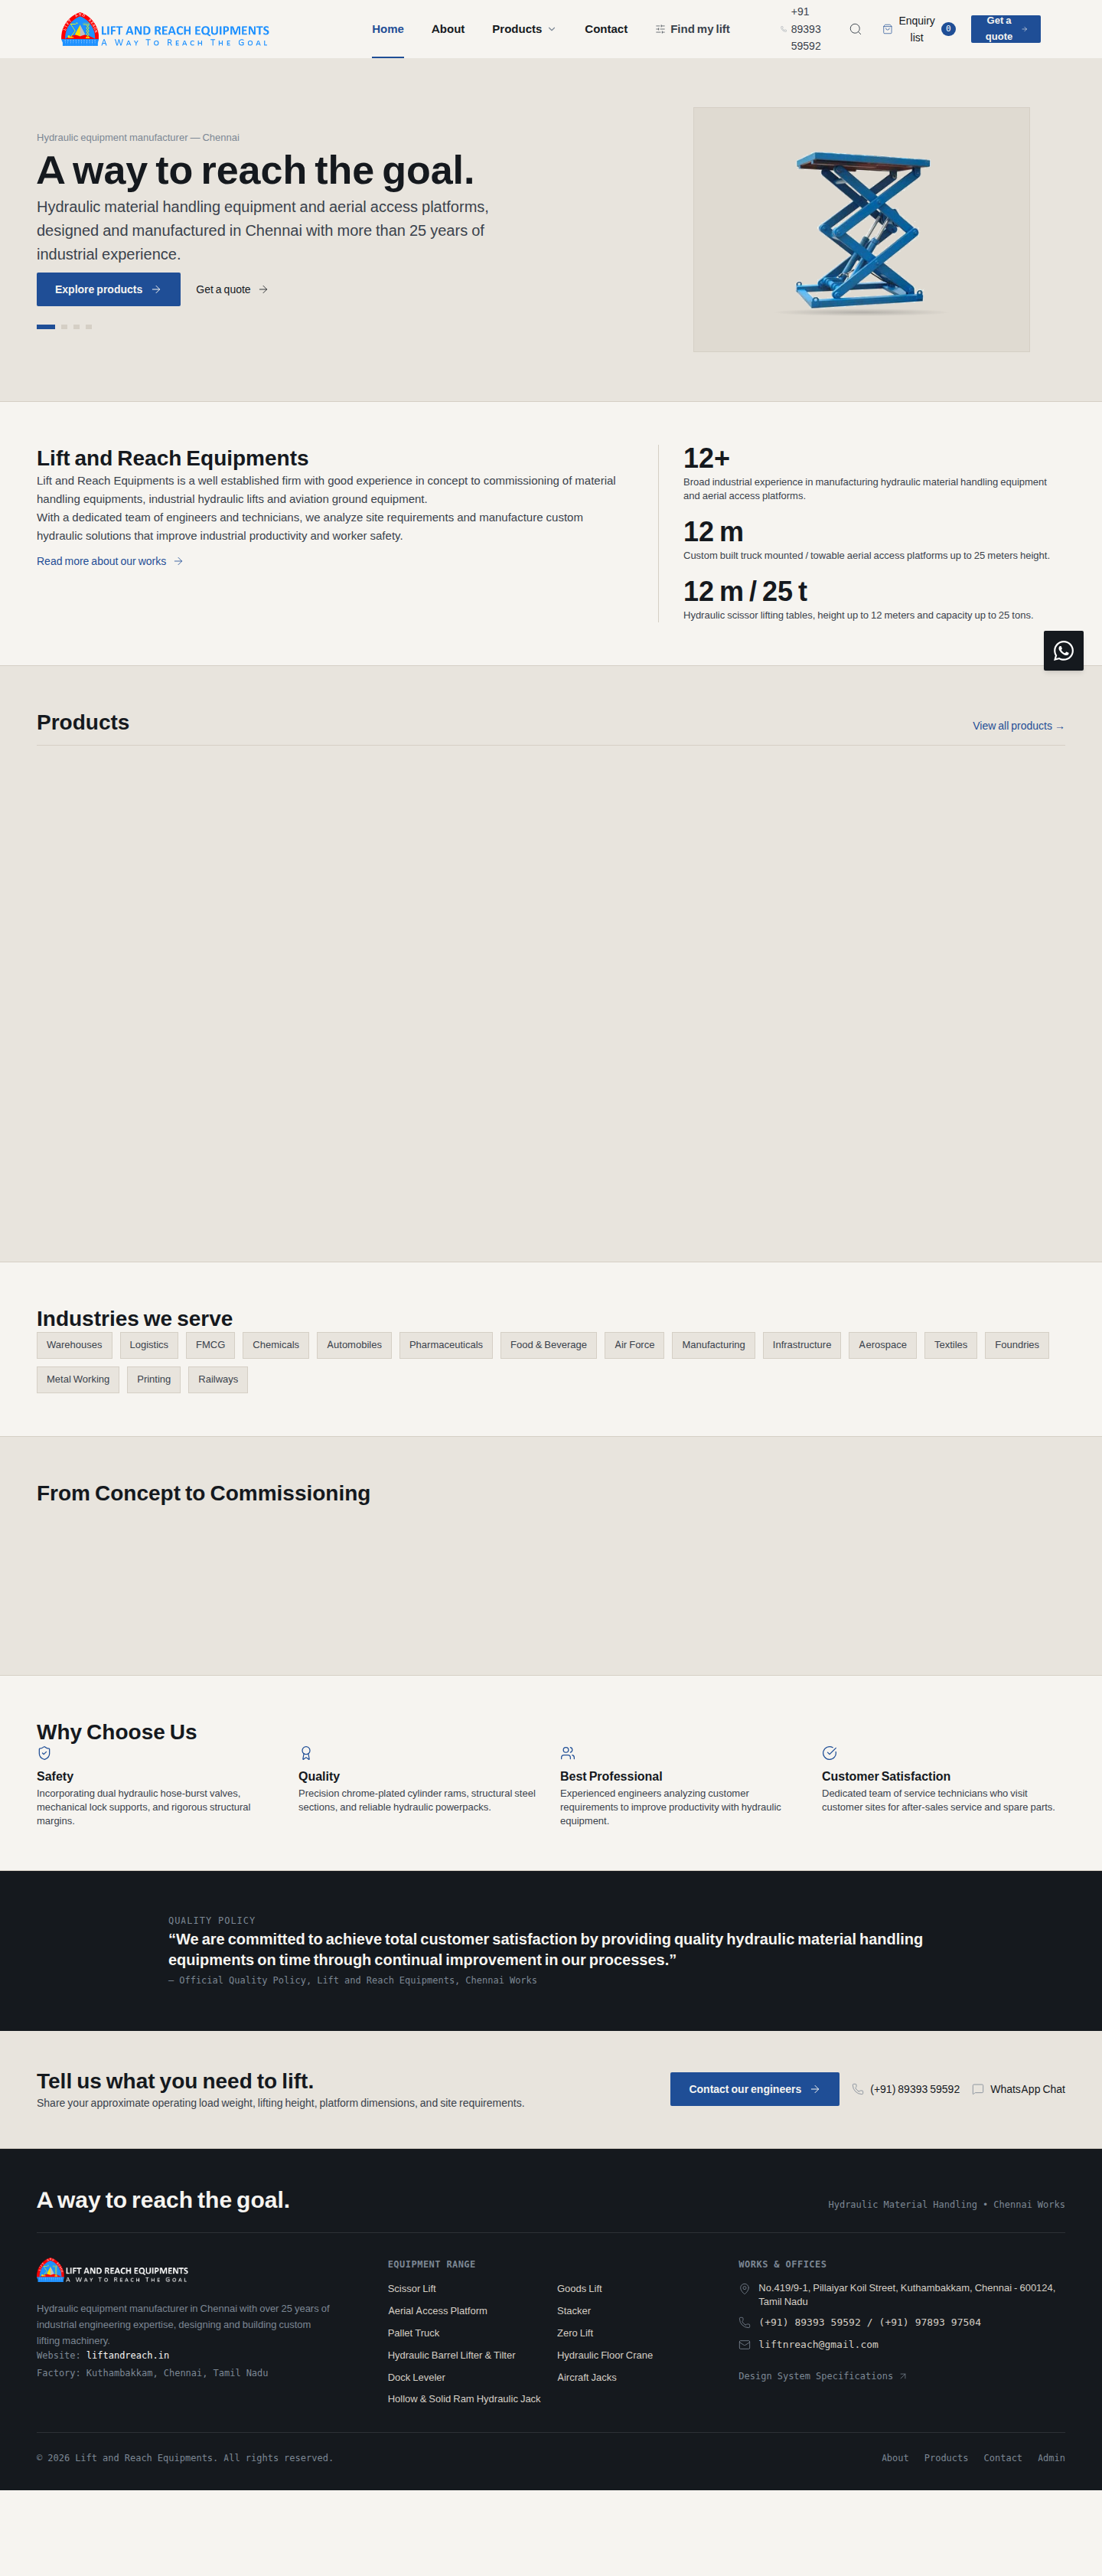 LIFT AND REACH EQUIPMENTS
A Way To Reach The Goal
Home
About
Products
Contact
Find my lift
+91
89393
59592
Enquiry
list
0
Get a
quote
Hydraulic equipment manufacturer — Chennai
A way to reach the goal.
Hydraulic material handling equipment and aerial access platforms,
designed and manufactured in Chennai with more than 25 years of
industrial experience.
Explore products
Get a quote
Lift and Reach Equipments
Lift and Reach Equipments is a well established firm with good experience in concept to commissioning of material
handling equipments, industrial hydraulic lifts and aviation ground equipment.
With a dedicated team of engineers and technicians, we analyze site requirements and manufacture custom
hydraulic solutions that improve industrial productivity and worker safety.
Read more about our works
12+
Broad industrial experience in manufacturing hydraulic material handling equipment
and aerial access platforms.
12 m
Custom built truck mounted / towable aerial access platforms up to 25 meters height.
12 m / 25 t
Hydraulic scissor lifting tables, height up to 12 meters and capacity up to 25 tons.
Products
View all products →
Industries we serve
Warehouses
Logistics
FMCG
Chemicals
Automobiles
Pharmaceuticals
Food & Beverage
Air Force
Manufacturing
Infrastructure
Aerospace
Textiles
Foundries
Metal Working
Printing
Railways
From Concept to Commissioning
Why Choose Us
Safety
Incorporating dual hydraulic hose-burst valves,
mechanical lock supports, and rigorous structural
margins.
Quality
Precision chrome-plated cylinder rams, structural steel
sections, and reliable hydraulic powerpacks.
Best Professional
Experienced engineers analyzing customer
requirements to improve productivity with hydraulic
equipment.
Customer Satisfaction
Dedicated team of service technicians who visit
customer sites for after-sales service and spare parts.
QUALITY POLICY
“We are committed to achieve total customer satisfaction by providing quality hydraulic material handling
equipments on time through continual improvement in our processes.”
— Official Quality Policy, Lift and Reach Equipments, Chennai Works
Tell us what you need to lift.
Share your approximate operating load weight, lifting height, platform dimensions, and site requirements.
Contact our engineers
(+91) 89393 59592
WhatsApp Chat
A way to reach the goal.
Hydraulic Material Handling • Chennai Works
LIFT AND REACH EQUIPMENTS
A Way To Reach The Goal
Hydraulic equipment manufacturer in Chennai with over 25 years of
industrial engineering expertise, designing and building custom
lifting machinery.
Website: liftandreach.in
Factory: Kuthambakkam, Chennai, Tamil Nadu
EQUIPMENT RANGE
Scissor Lift
Aerial Access Platform
Pallet Truck
Hydraulic Barrel Lifter & Tilter
Dock Leveler
Hollow & Solid Ram Hydraulic Jack
Goods Lift
Stacker
Zero Lift
Hydraulic Floor Crane
Aircraft Jacks
WORKS & OFFICES
No.419/9-1, Pillaiyar Koil Street, Kuthambakkam, Chennai - 600124,
Tamil Nadu
(+91) 89393 59592 / (+91) 97893 97504
liftnreach@gmail.com
Design System Specifications
© 2026 Lift and Reach Equipments. All rights reserved.
About
Products
Contact
Admin